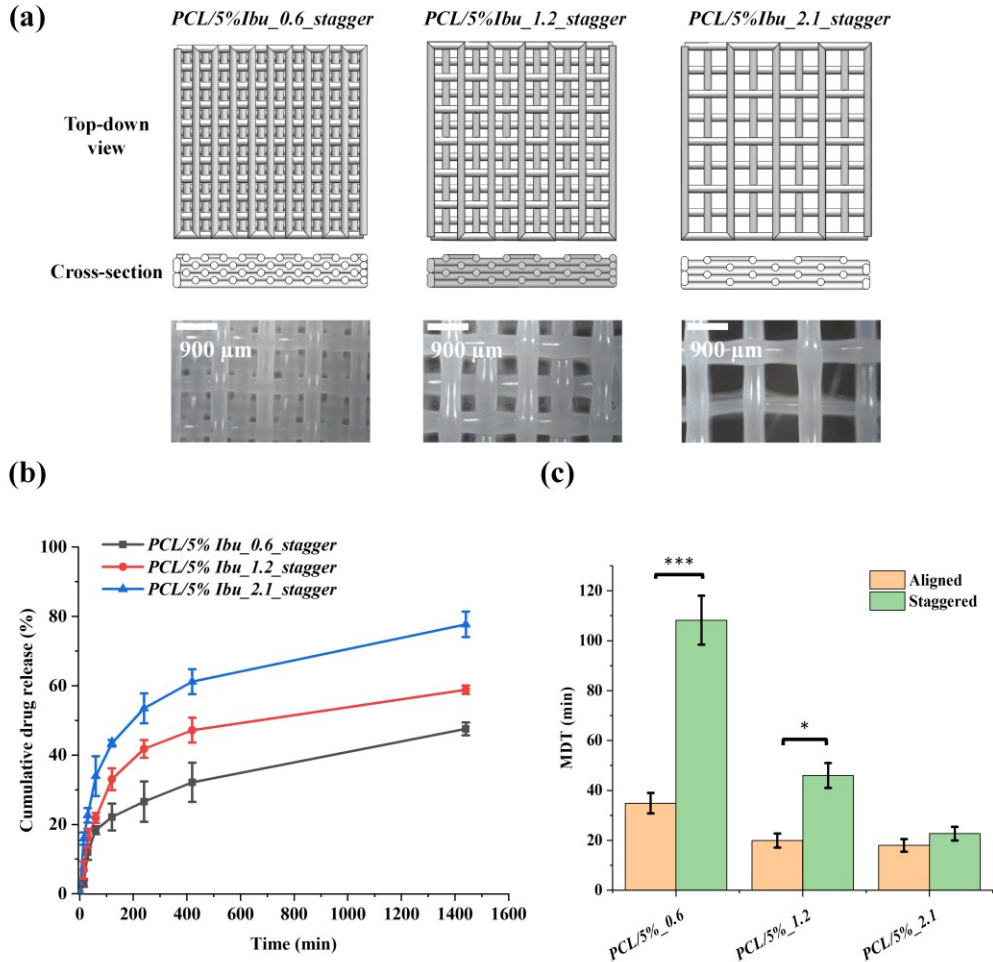 (a)
PCL/5%Ibu_0.6_stagger
PCL/5%Ibu_1.2_stagger
PCL/5%Ibu_2.1_stagger
Top-down
view
Cross-section
900 µm
900 µm
900 µm
(b)
PCL/5% Ibu_0.6_stagger
PCL/5% Ibu_1.2_stagger
PCL/5% Ibu_2.1_stagger
Cumulative drug release (%)
100
80
60
40
20
0
0 200 400 600 800 1000 1200 1400 1600
Time (min)
(c)
***
*
Aligned
Staggered
MDT (min)
120
100
80
60
40
20
0
PCL/5%_0.6
PCL/5%_1.2
PCL/5%_2.1